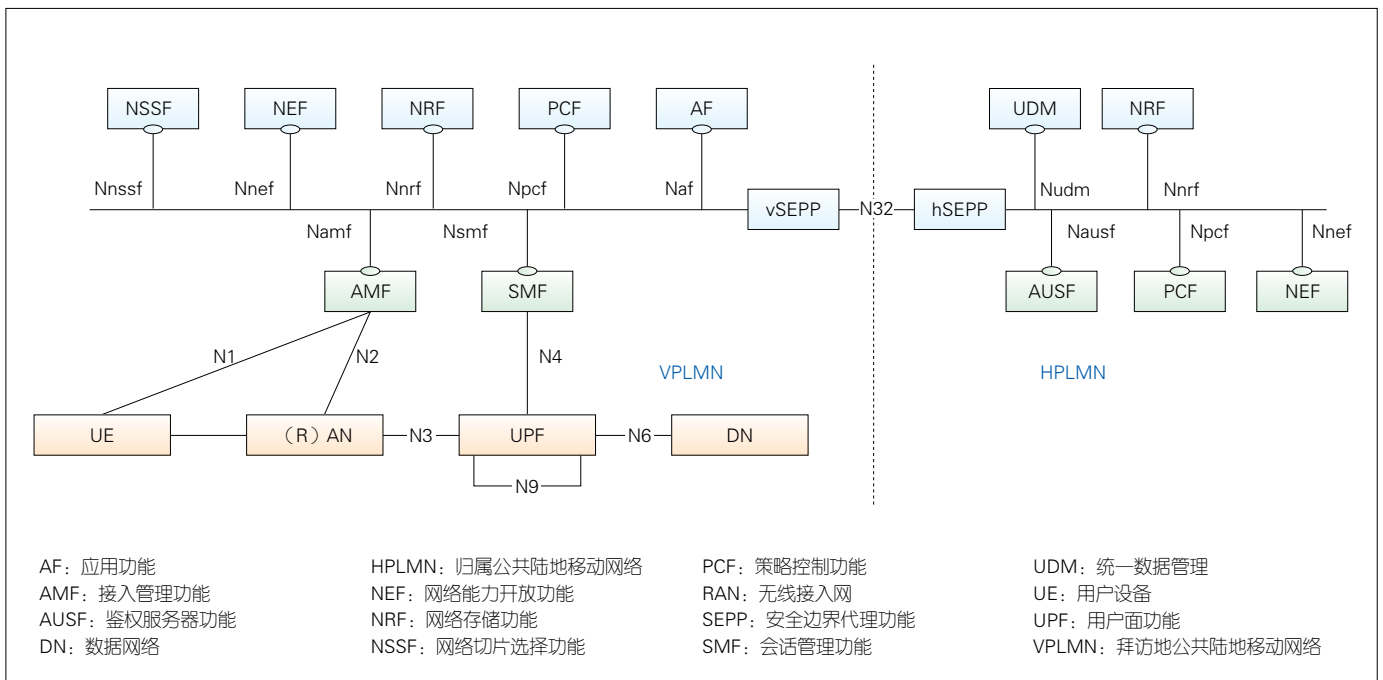 NSSF NEF NRF PCF AF UDM NRF
Nnssf Nnef Nnrf Npcf Naf Nudm Nnrf
vSEPP N32 hSEPP
Namf Nsmf Nausf Npcf Nnef
AMF SMF AUSF PCF NEF
N1 N2 N4
VPLMN HPLMN
UE （R）AN N3 UPF N6 DN
N9
AF：应用功能 HPLMN：归属公共陆地移动网络 PCF：策略控制功能 UDM：统一数据管理
AMF：接入管理功能 NEF：网络能力开放功能 RAN：无线接入网 UE：用户设备
AUSF：鉴权服务器功能 NRF：网络存储功能 SEPP：安全边界代理功能 UPF：用户面功能
DN：数据网络 NSSF：网络切片选择功能 SMF：会话管理功能 VPLMN：拜访地公共陆地移动网络